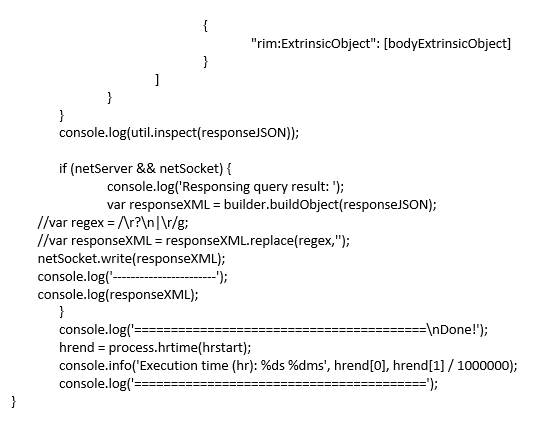 {
"rim:ExtrinsicObject": [bodyExtrinsicObject]
}
]
}
}
console.log(util.inspect(responseJSON));
if (netServer && netSocket) {
console.log('Responsing query result: ');
var responseXML = builder.buildObject(responseJSON);
//var regex = /\r?\n|\r/g;
//var responseXML = responseXML.replace(regex,'');
netSocket.write(responseXML);
console.log('-----------------------');
console.log(responseXML);
}
console.log('========================================\nDone!');
hrend = process.hrtime(hrstart);
console.info('Execution time (hr): %ds %dms', hrend[0], hrend[1] / 1000000);
console.log('========================================');
}